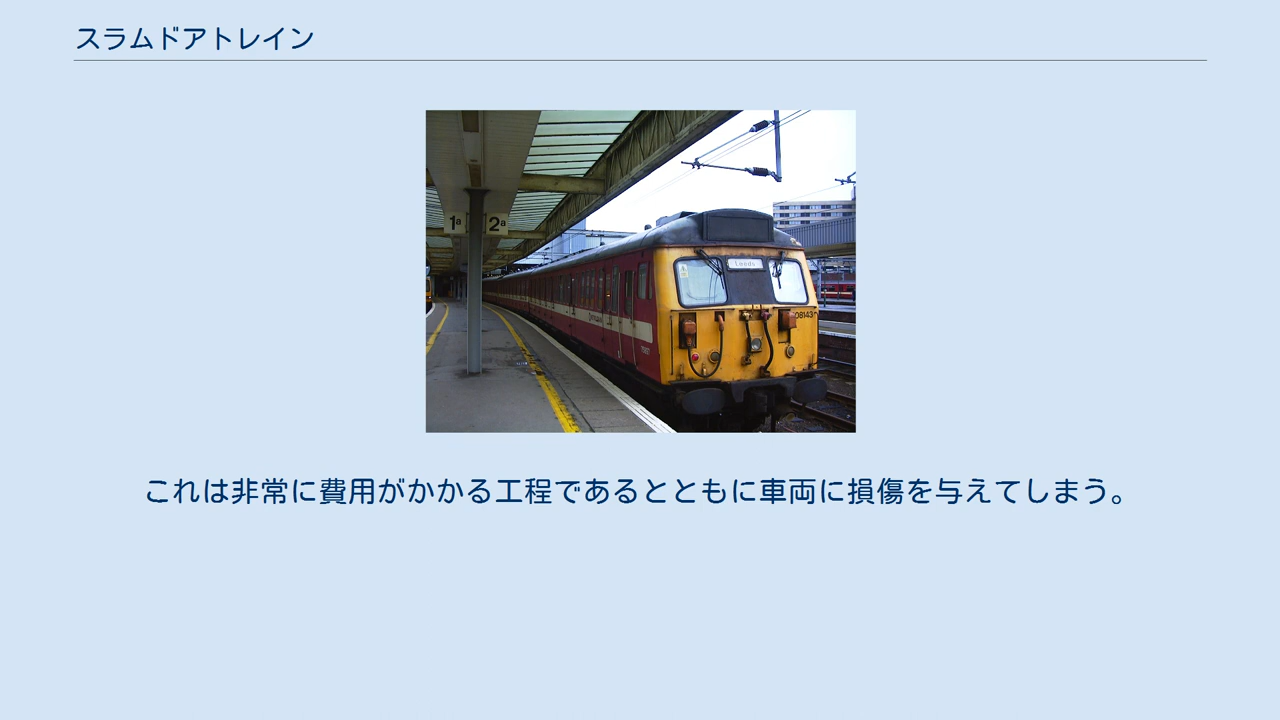 スラムドアトレイン
1a 2a
これは非常に費用がかかる工程であるとともに車両に損傷を与えてしまう。